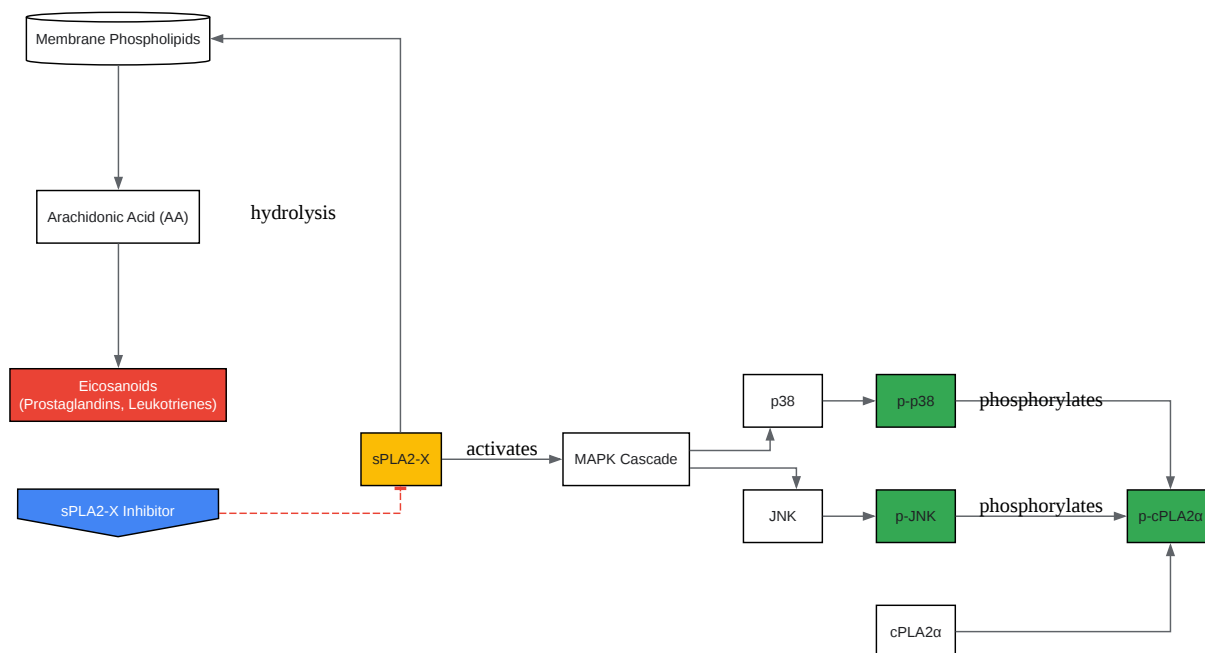 Membrane Phospholipids
Arachidonic Acid (AA)
hydrolysis
Eicosanoids
(Prostaglandins, Leukotrienes)
sPLA2-X
activates
MAPK Cascade
sPLA2-X Inhibitor
p38
p-p38
phosphorylates
JNK
p-JNK
phosphorylates
p-cPLA2α
cPLA2α